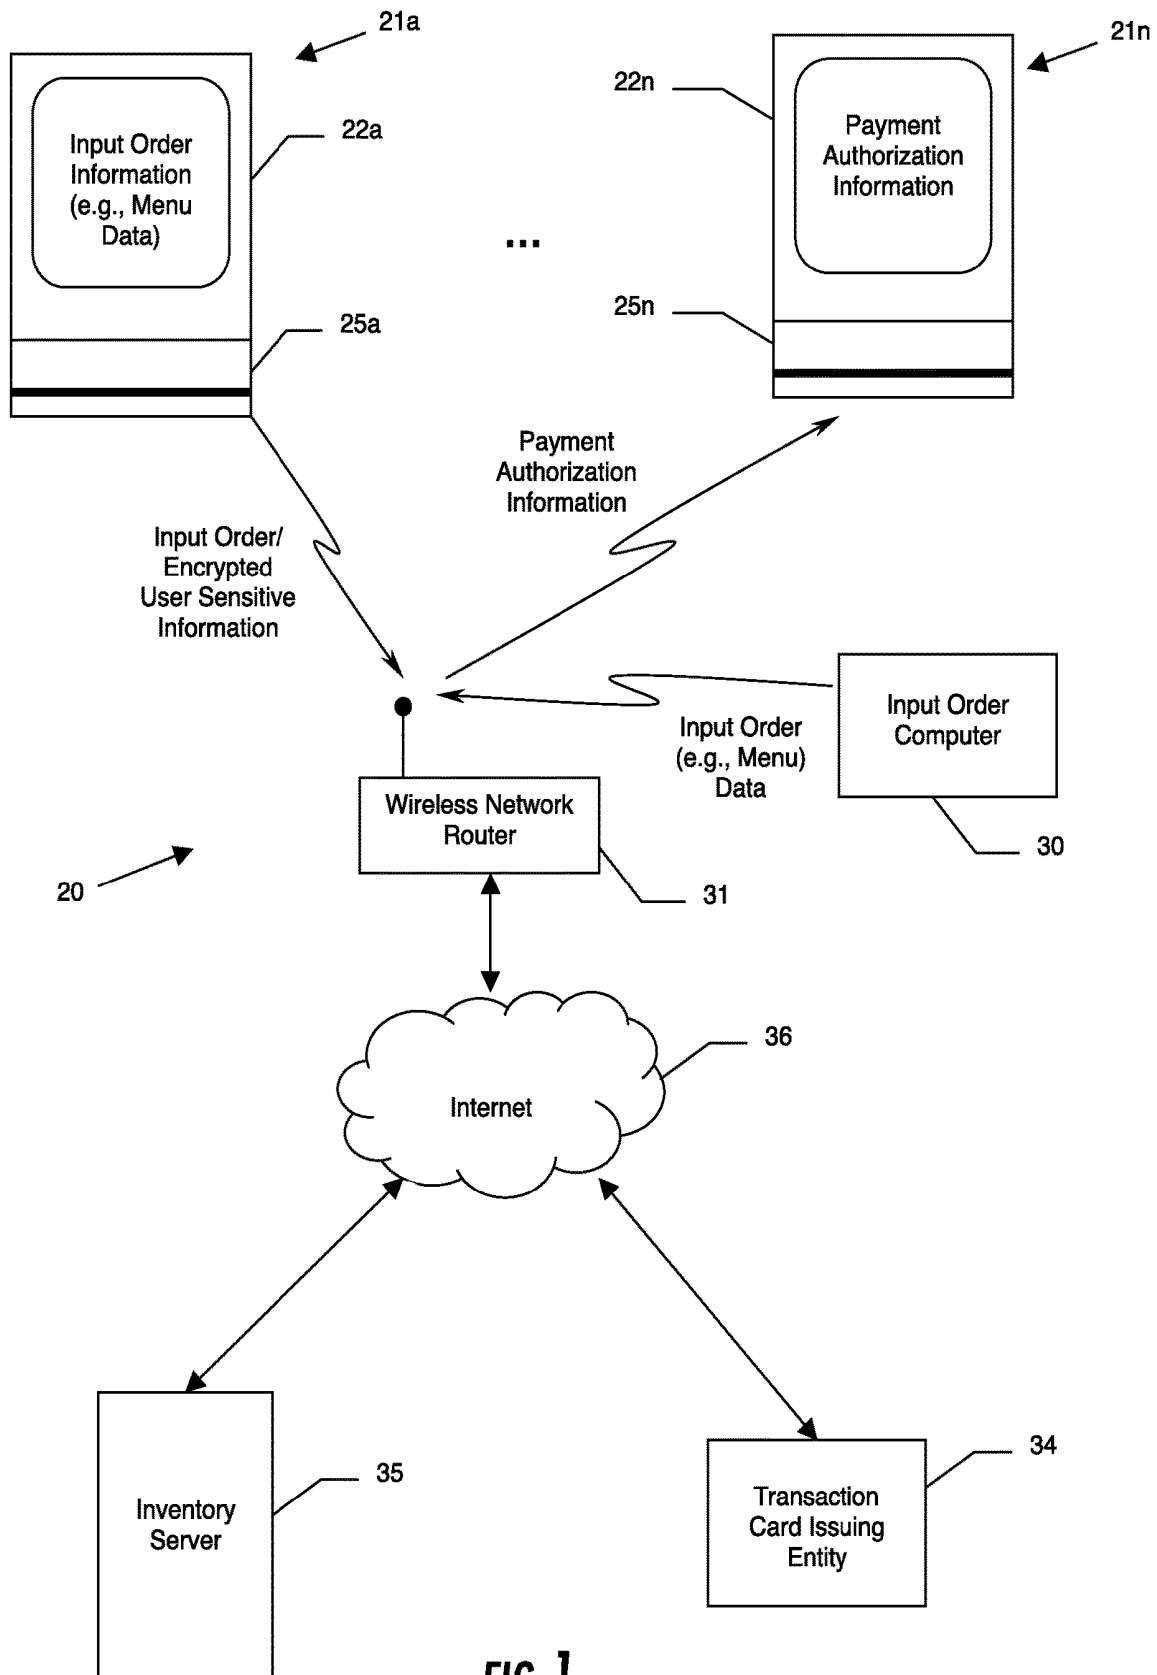 21a
21n
Input Order
Information
(e.g., Menu
Data)
22a
22n
Payment
Authorization
Information
...
25a
25n
Payment
Authorization
Information
Input Order/
Encrypted
User Sensitive
Information
Input Order
Computer
Input Order
(e.g., Menu)
Data
Wireless Network
Router
30
20
31
36
Internet
34
35
Inventory
Server
Transaction
Card Issuing
Entity
FIG. 1